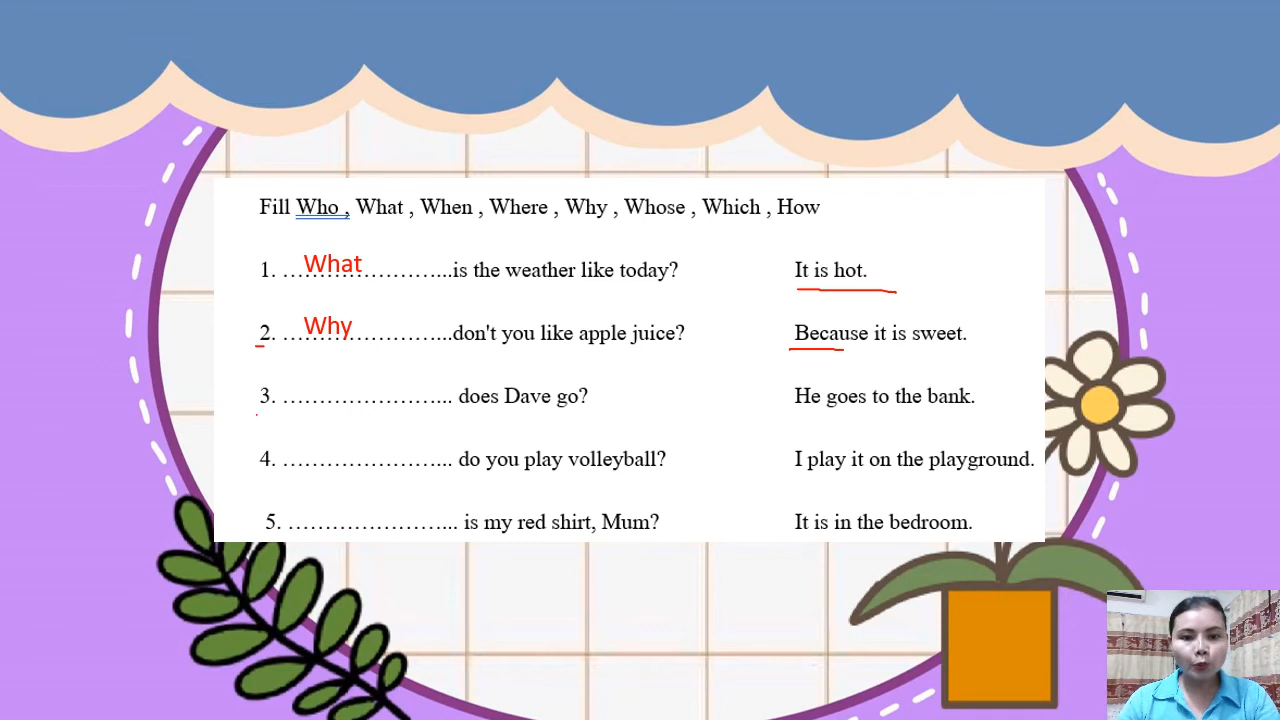 Fill Who , What , When , Where , Why , Whose , Which , How
1. ……What……………...is the weather like today? It is hot.
2. ……Why……………...don't you like apple juice? Because it is sweet.
3. …………………... does Dave go? He goes to the bank.
4. …………………... do you play volleyball? I play it on the playground.
5. …………………... is my red shirt, Mum? It is in the bedroom.